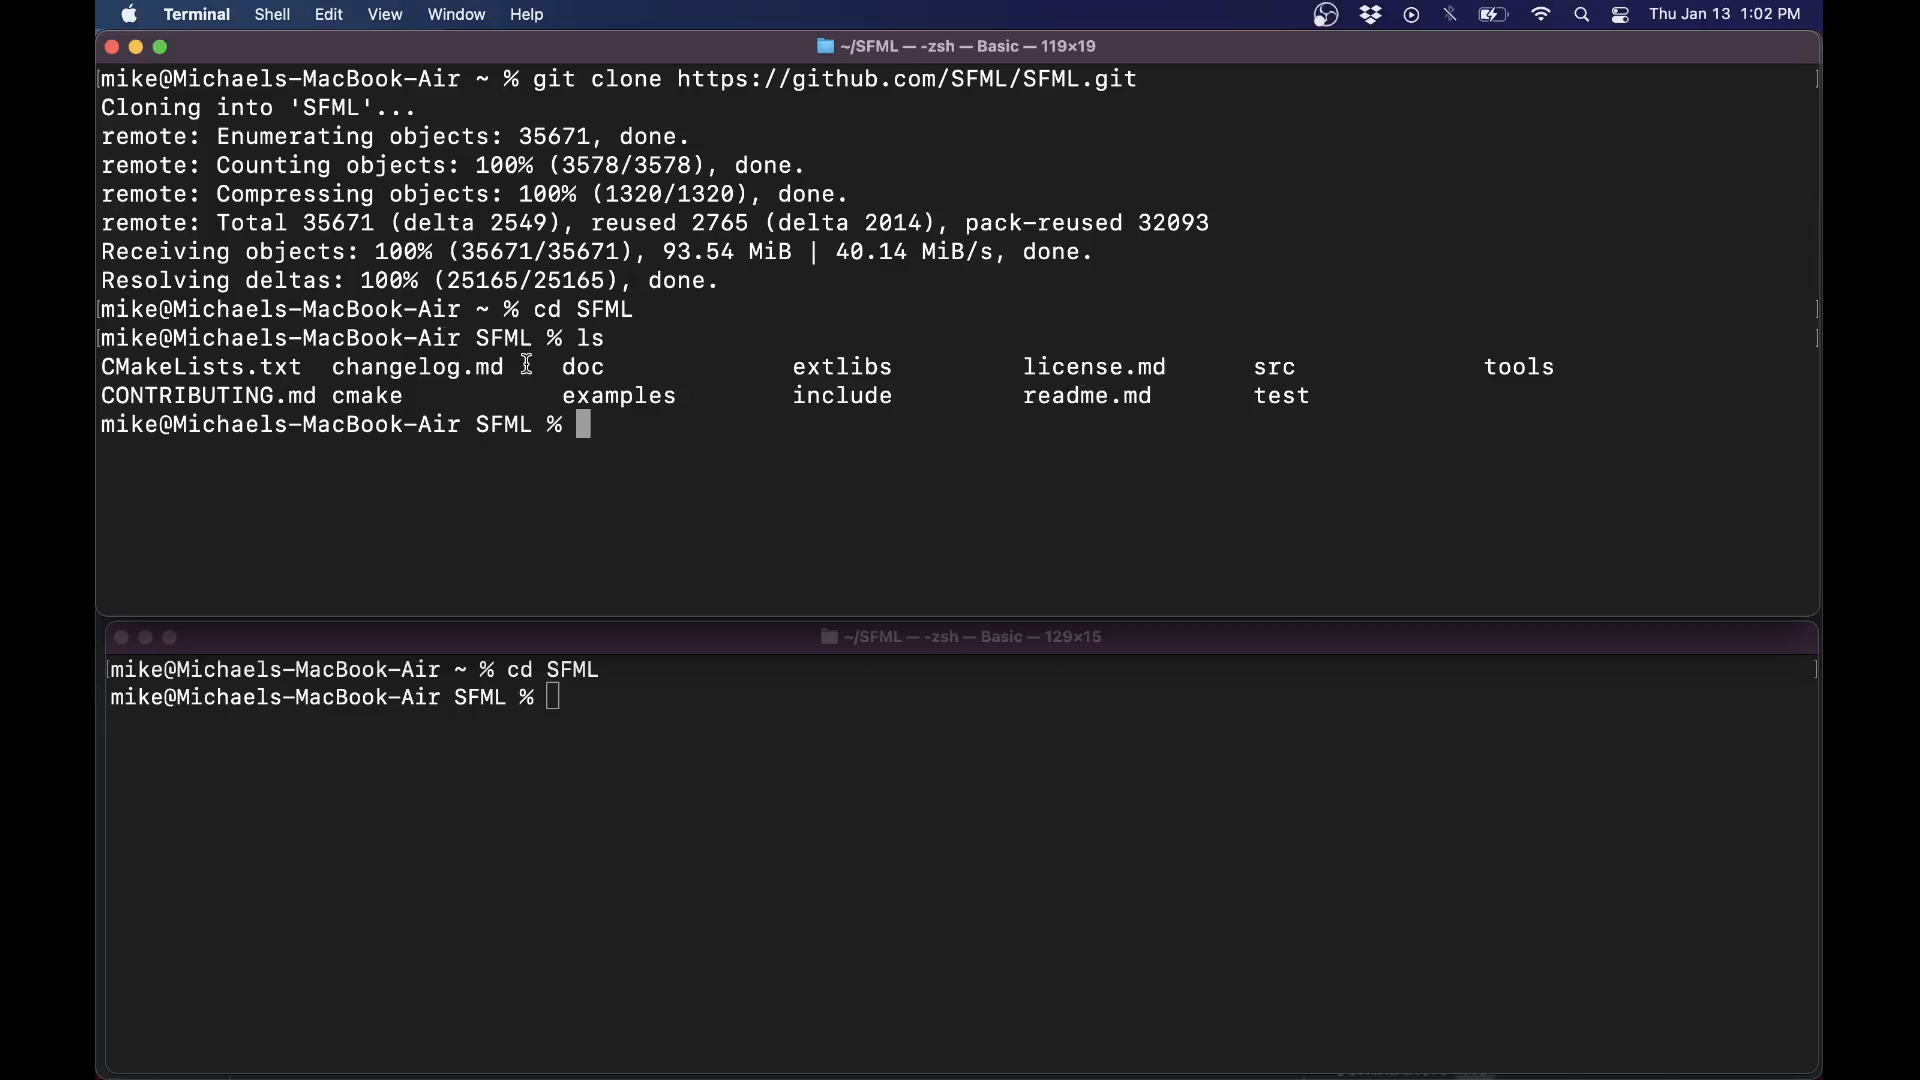 Terminal Shell Edit View Window Help Thu Jan 13 1:02 PM
~/SFML — -zsh — Basic — 119×19
mike@Michaels-MacBook-Air ~ % git clone https://github.com/SFML/SFML.git
Cloning into 'SFML'...
remote: Enumerating objects: 35671, done.
remote: Counting objects: 100% (3578/3578), done.
remote: Compressing objects: 100% (1320/1320), done.
remote: Total 35671 (delta 2549), reused 2765 (delta 2014), pack-reused 32093
Receiving objects: 100% (35671/35671), 93.54 MiB | 40.14 MiB/s, done.
Resolving deltas: 100% (25165/25165), done.
mike@Michaels-MacBook-Air ~ % cd SFML
mike@Michaels-MacBook-Air SFML % ls
CMakeLists.txt changelog.md doc extlibs license.md src tools
CONTRIBUTING.md cmake examples include readme.md test
mike@Michaels-MacBook-Air SFML %
~/SFML — -zsh — Basic — 129×15
mike@Michaels-MacBook-Air ~ % cd SFML
mike@Michaels-MacBook-Air SFML %